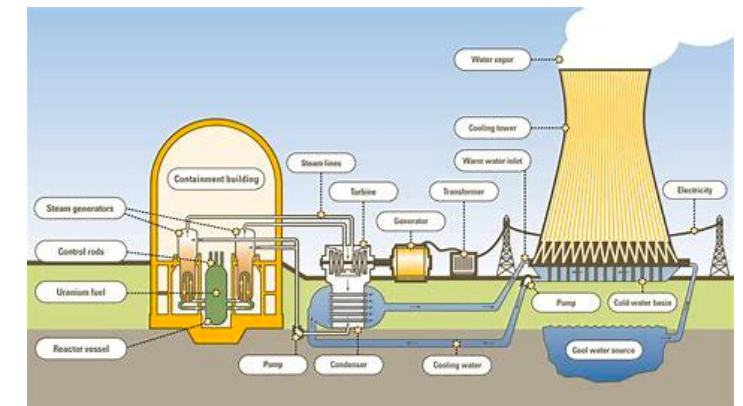 Water vapor
Cooling tower
Steam lines
Warm water inlet
Containment building
Turbine
Transformer
Electricity
Steam generators
Generator
Control rods
Uranium fuel
Pump
Cold water basin
Reactor vessel
Pump
Condenser
Cooling water
Cool water source